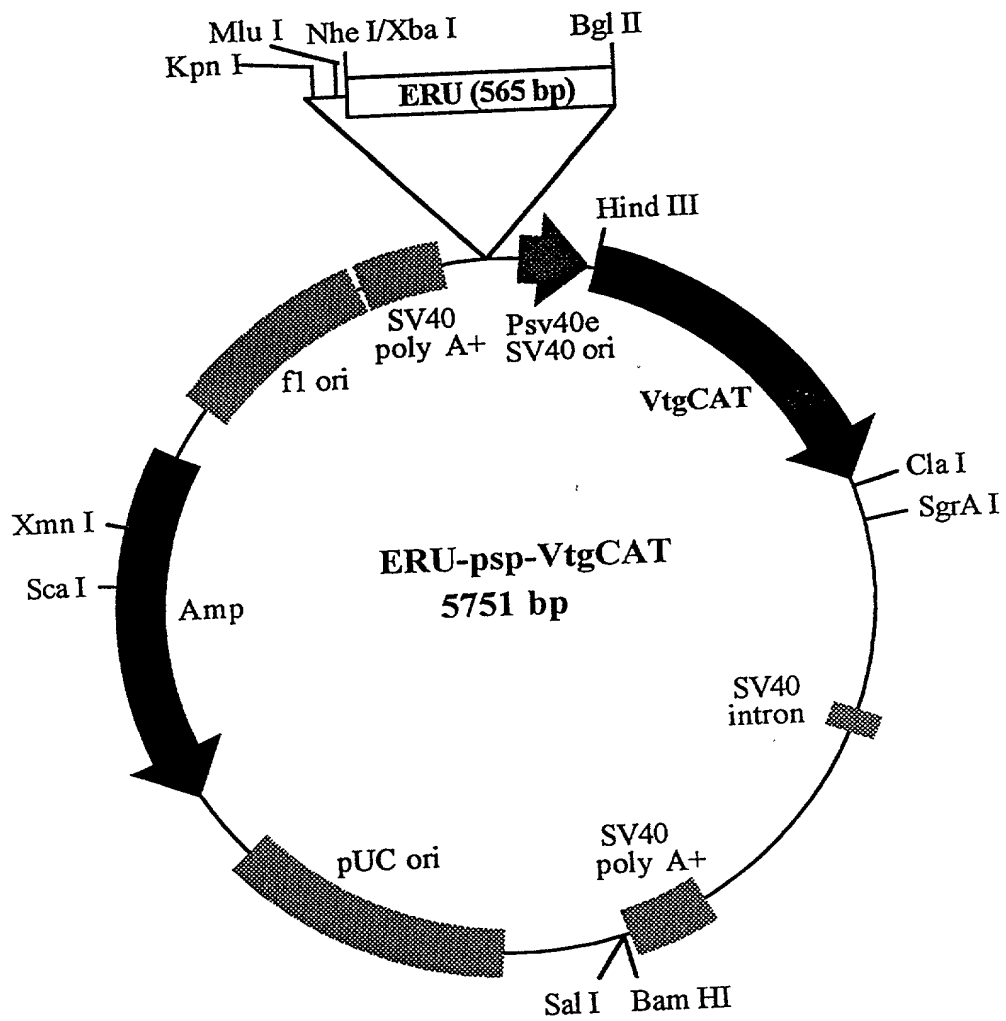 Mlu I
Nhe I/Xba I
Bgl II
Kpn I
ERU (565 bp)
Hind III
SV40
poly A+
Psv40e
SV40 ori
f1 ori
VtgCAT
Cla I
SgrA I
Xmn I
Sca I
Amp
ERU-psp-VtgCAT
5751 bp
SV40
intron
SV40
poly A+
pUC ori
Sal I
Bam HI